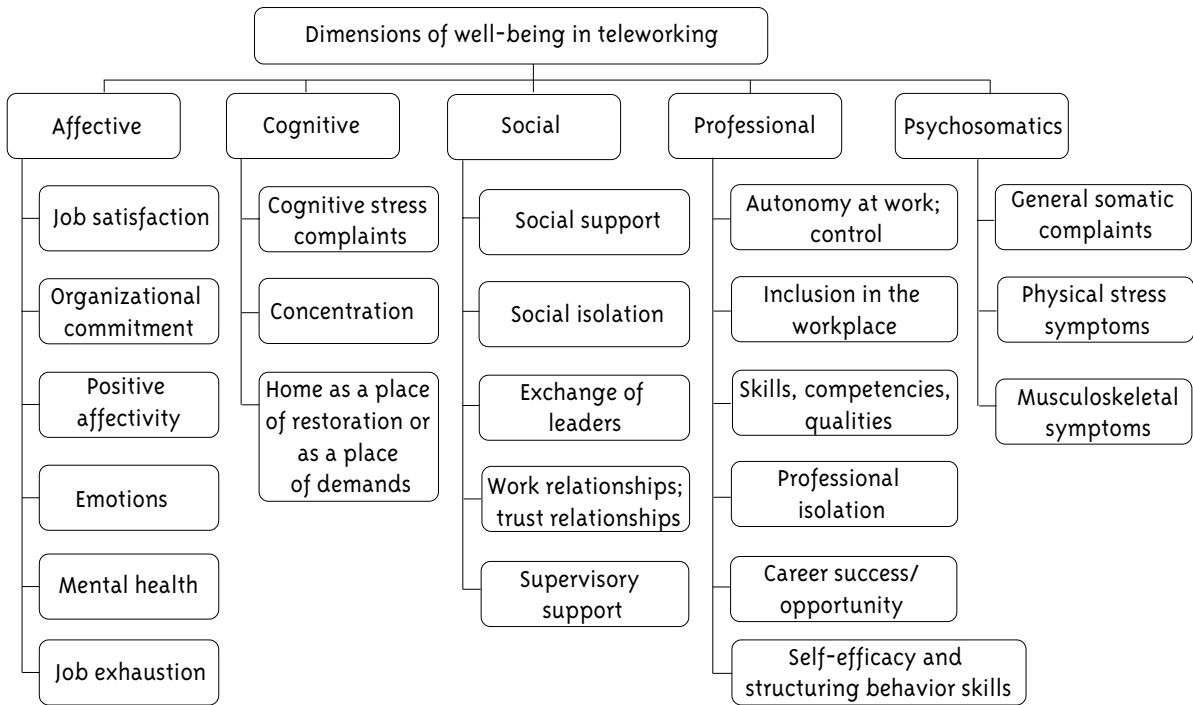 Dimensions of well-being in teleworking
Affective
Cognitive
Social
Professional
Psychosomatics
Job satisfaction
Organizational
commitment
Positive
affectivity
Emotions
Mental health
Job exhaustion
Cognitive stress
complaints
Concentration
Home as a place
of restoration or
as a place
of demands
Social support
Social isolation
Exchange of
leaders
Work relationships;
trust relationships
Supervisory
support
Autonomy at work;
control
Inclusion in the
workplace
Skills, competencies,
qualities
Professional
isolation
Career success/
opportunity
Self-efficacy and
structuring behavior skills
General somatic
complaints
Physical stress
symptoms
Musculoskeletal
symptoms